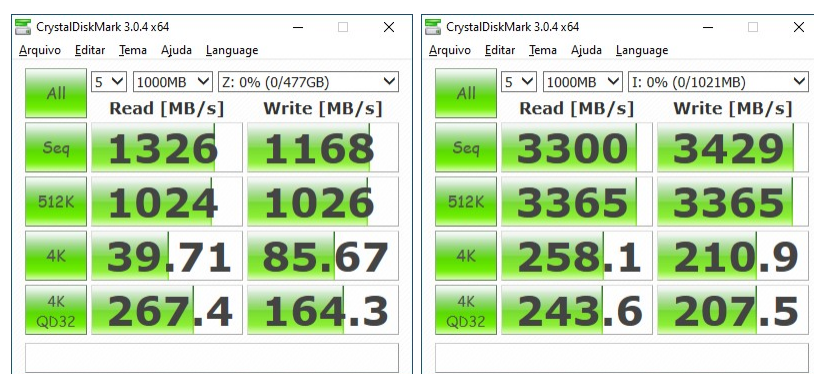 CrystalDiskMark 3.0.4 x64
Arquivo Editar Tema Ajuda Language
All 5 1000MB Z: 0% (0/477GB)
Read [MB/s] Write [MB/s]
Seq 1326 1168
512K 1024 1026
4K 39.71 85.67
4K QD32 267.4 164.3
CrystalDiskMark 3.0.4 x64
Arquivo Editar Tema Ajuda Language
All 5 1000MB I: 0% (0/1021MB)
Read [MB/s] Write [MB/s]
Seq 3300 3429
512K 3365 3365
4K 258.1 210.9
4K QD32 243.6 207.5